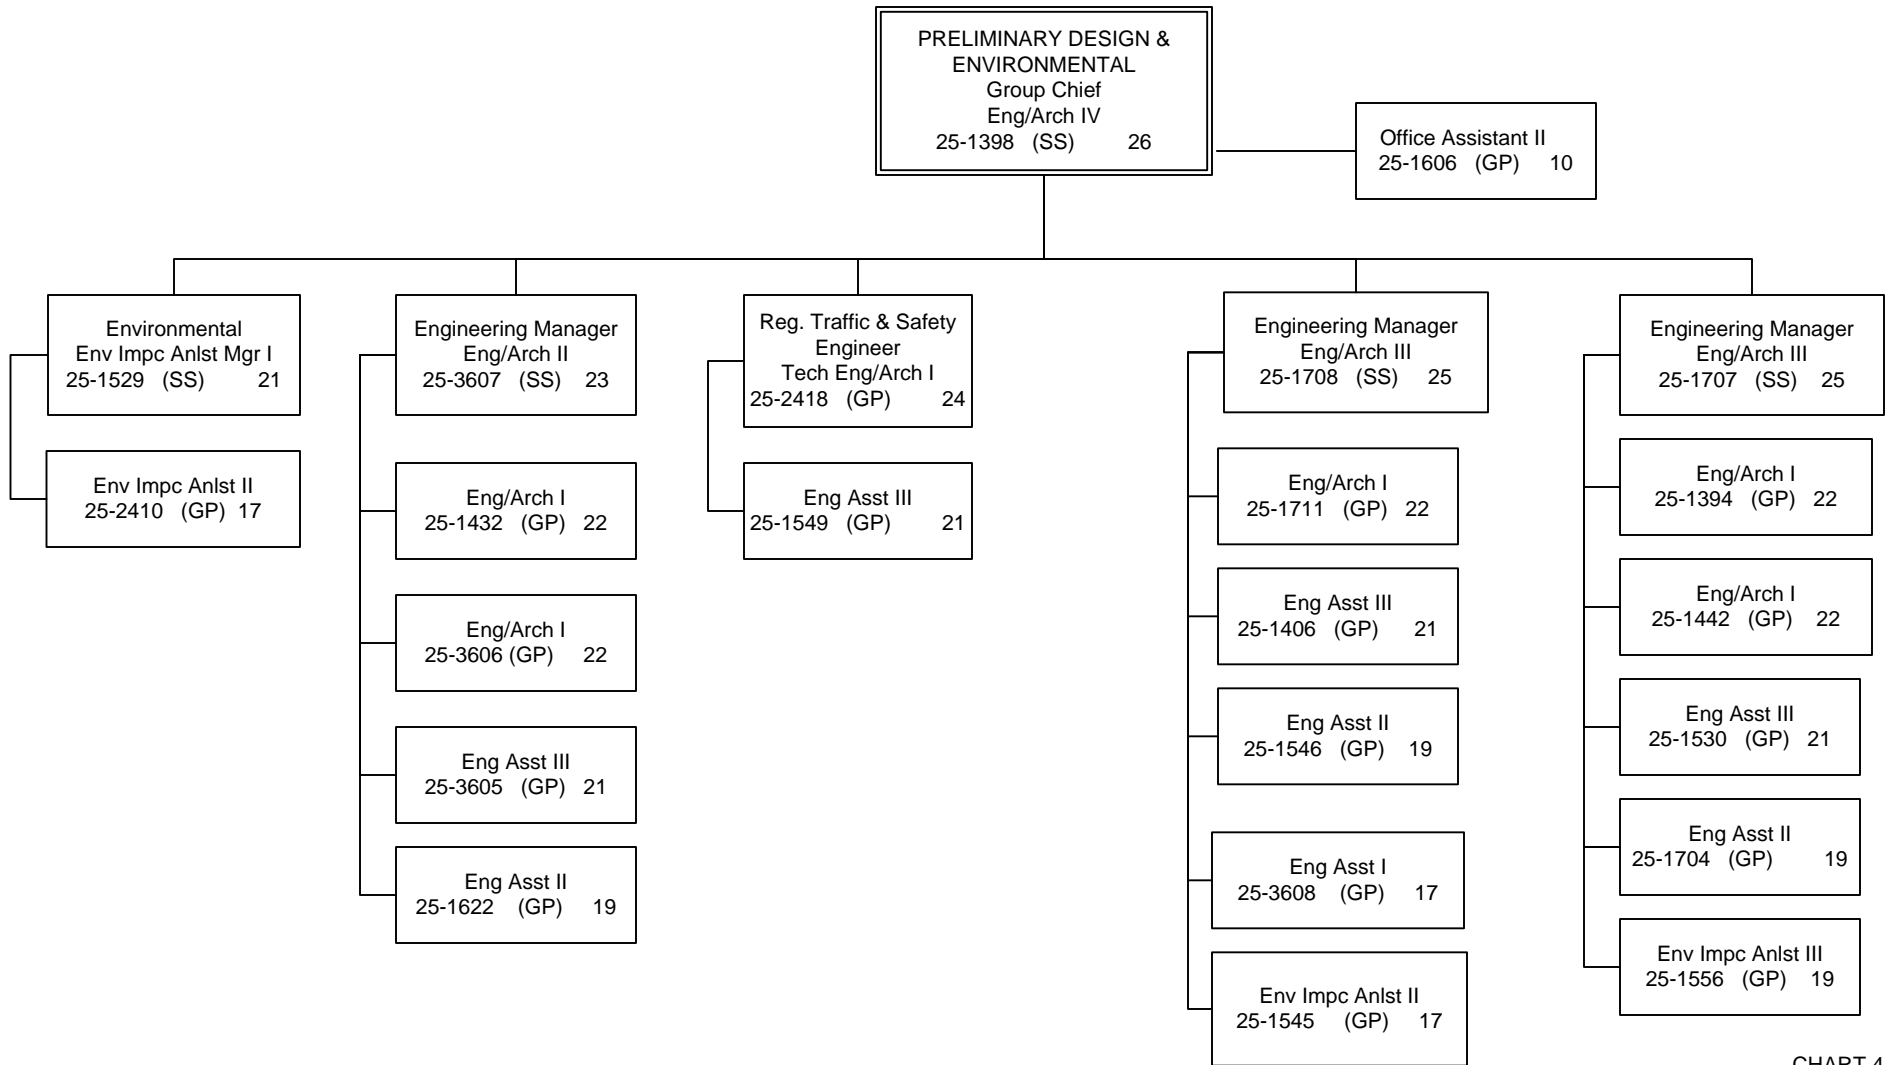 PRELIMINARY DESIGN &
ENVIRONMENTAL
Group Chief
Eng/Arch IV
25-1398 (SS) 26
Office Assistant II
25-1606 (GP) 10
Environmental
Env Impc Anlst Mgr I
25-1529 (SS) 21
Env Impc Anlst II
25-2410 (GP) 17
Engineering Manager
Eng/Arch II
25-3607 (SS) 23
Eng/Arch I
25-1432 (GP) 22
Eng/Arch I
25-3606 (GP) 22
Eng Asst III
25-3605 (GP) 21
Eng Asst II
25-1622 (GP) 19
Reg. Traffic & Safety
Engineer
Tech Eng/Arch I
25-2418 (GP) 24
Eng Asst III
25-1549 (GP) 21
Engineering Manager
Eng/Arch III
25-1708 (SS) 25
Eng/Arch I
25-1711 (GP) 22
Eng Asst III
25-1406 (GP) 21
Eng Asst II
25-1546 (GP) 19
Eng Asst I
25-3608 (GP) 17
Env Impc Anlst II
25-1545 (GP) 17
Engineering Manager
Eng/Arch III
25-1707 (SS) 25
Eng/Arch I
25-1394 (GP) 22
Eng/Arch I
25-1442 (GP) 22
Eng Asst III
25-1530 (GP) 21
Eng Asst II
25-1704 (GP) 19
Env Impc Anlst III
25-1556 (GP) 19
CHART 4